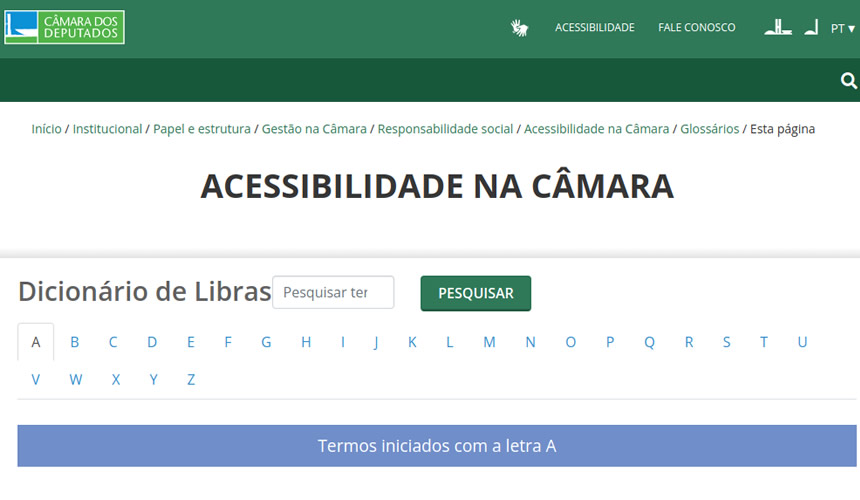 CÂMARA DOS
DEPUTADOS
ACESSIBILIDADE FALE CONOSCO PT ▾
Início / Institucional / Papel e estrutura / Gestão na Câmara / Responsabilidade social / Acessibilidade na Câmara / Glossários / Esta página
ACESSIBILIDADE NA CÂMARA
Dicionário de Libras Pesquisar ter PESQUISAR
A B C D E F G H I J K L M N O P Q R S T U
V W X Y Z
Termos iniciados com a letra A